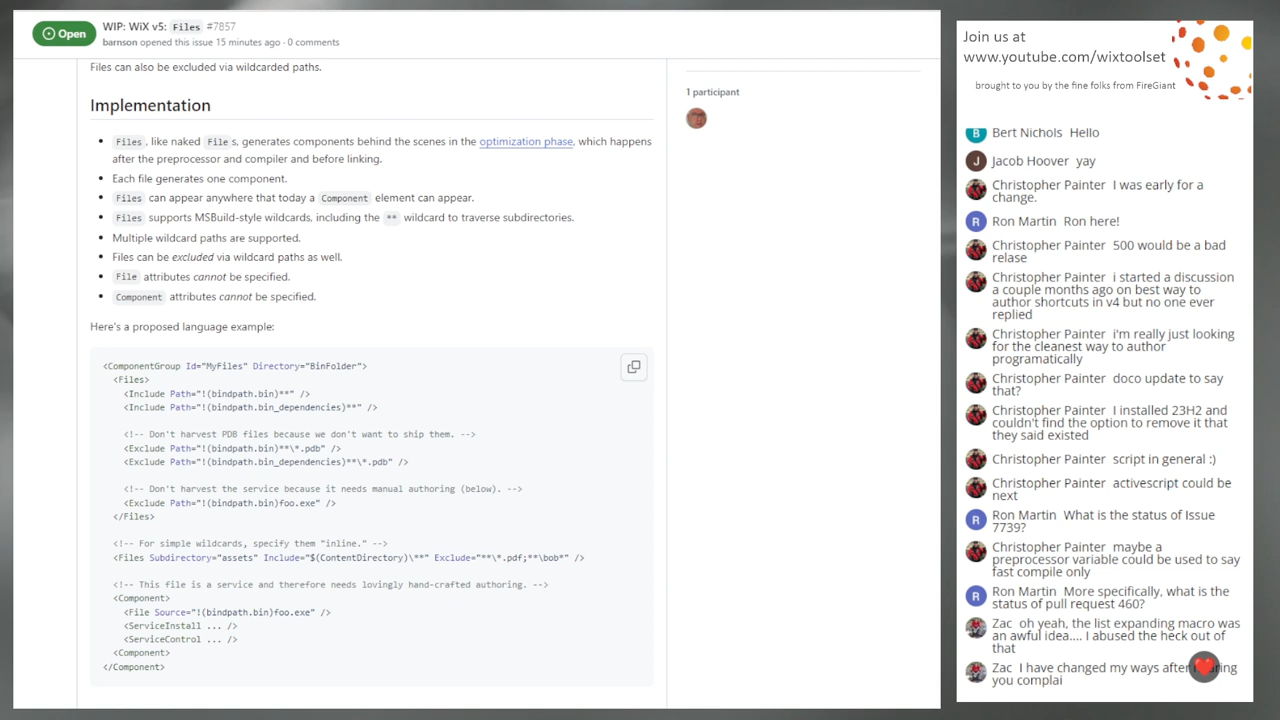 Open
WIP: WiX v5: Files #7857
barnson opened this issue 15 minutes ago · 0 comments
Files can also be excluded via wildcarded paths.
Implementation
• Files, like naked File s, generates components behind the scenes in the optimization phase, which happens
after the preprocessor and compiler and before linking.
• Each file generates one component.
• Files can appear anywhere that today a Component element can appear.
• Files supports MSBuild-style wildcards, including the ** wildcard to traverse subdirectories.
• Multiple wildcard paths are supported.
• Files can be excluded via wildcard paths as well.
• File attributes cannot be specified.
• Component attributes cannot be specified.
Here's a proposed language example:
<ComponentGroup Id="MyFiles" Directory="BinFolder">
<Files>
<Include Path="!(bindpath.bin)**" />
<Include Path="!(bindpath.bin_dependencies)**" />
<!-- Don't harvest PDB files because we don't want to ship them. -->
<Exclude Path="!(bindpath.bin)**\*.pdb" />
<Exclude Path="!(bindpath.bin_dependencies)**\*.pdb" />
<!-- Don't harvest the service because it needs manual authoring (below). -->
<Exclude Path="!(bindpath.bin)foo.exe" />
</Files>
<!-- For simple wildcards, specify them "inline." -->
<Files Subdirectory="assets" Include="$(ContentDirectory)\**" Exclude="**\*.pdf;**\bob*" />
<!-- This file is a service and therefore needs lovingly hand-crafted authoring. -->
<Component>
<File Source="!(bindpath.bin)foo.exe" />
<ServiceInstall ... />
<ServiceControl ... />
<Component>
</Component>
1 participant
Join us at
www.youtube.com/wixtoolset
brought to you by the fine folks from FireGiant
B Bert Nichols Hello
J Jacob Hoover yay
Christopher Painter I was early for a
change.
R Ron Martin Ron here!
Christopher Painter 500 would be a bad
relase
Christopher Painter i started a discussion
a couple months ago on best way to
author shortcuts in v4 but no one ever
replied
Christopher Painter i'm really just looking
for the cleanest way to author
programatically
Christopher Painter doco update to say
that?
Christopher Painter I installed 23H2 and
couldn't find the option to remove it that
they said existed
Christopher Painter script in general :)
Christopher Painter activescript could be
next
R Ron Martin What is the status of Issue
7739?
Christopher Painter maybe a
preprocessor variable could be used to say
fast compile only
R Ron Martin More specifically, what is the
status of pull request 460?
Zac oh yeah, the list expanding macro was
an awful idea.... I abused the heck out of
that
Zac I have changed my ways after
you complai